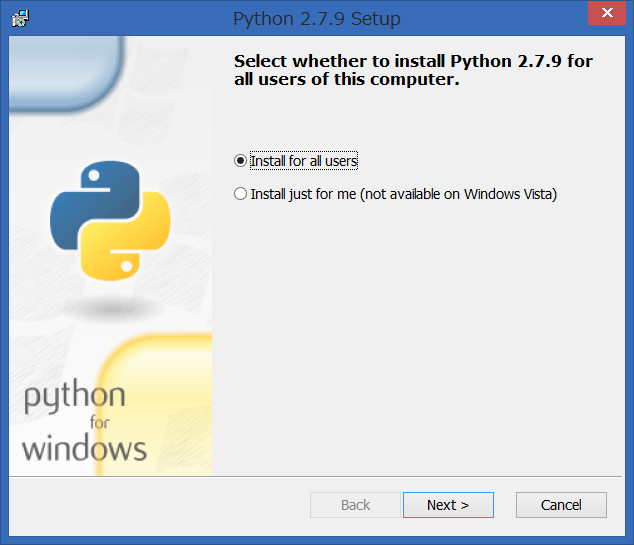 Python 2.7.9 Setup
Select whether to install Python 2.7.9 for
all users of this computer.
Install for all users
Install just for me (not available on Windows Vista)
python
for
windows
Back
Next >
Cancel